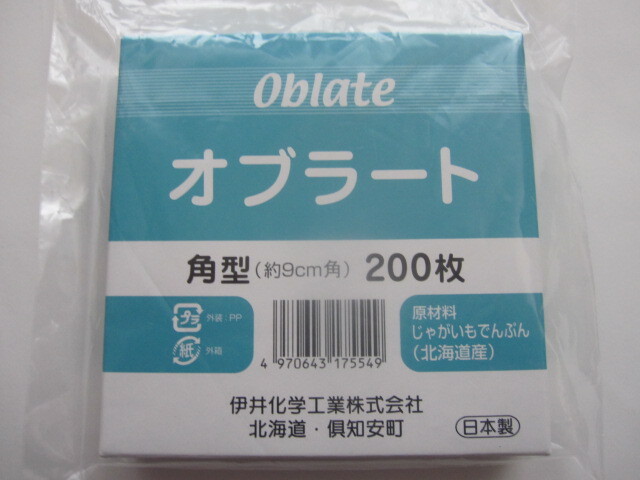 Oblate
オブラート
角型(約9cm角) 200枚
プラ 外装:PP
紙 外箱
4 970643 175549
原材料
じゃがいもでんぷん
(北海道産)
伊井化学工業株式会社
北海道・倶知安町
日本製